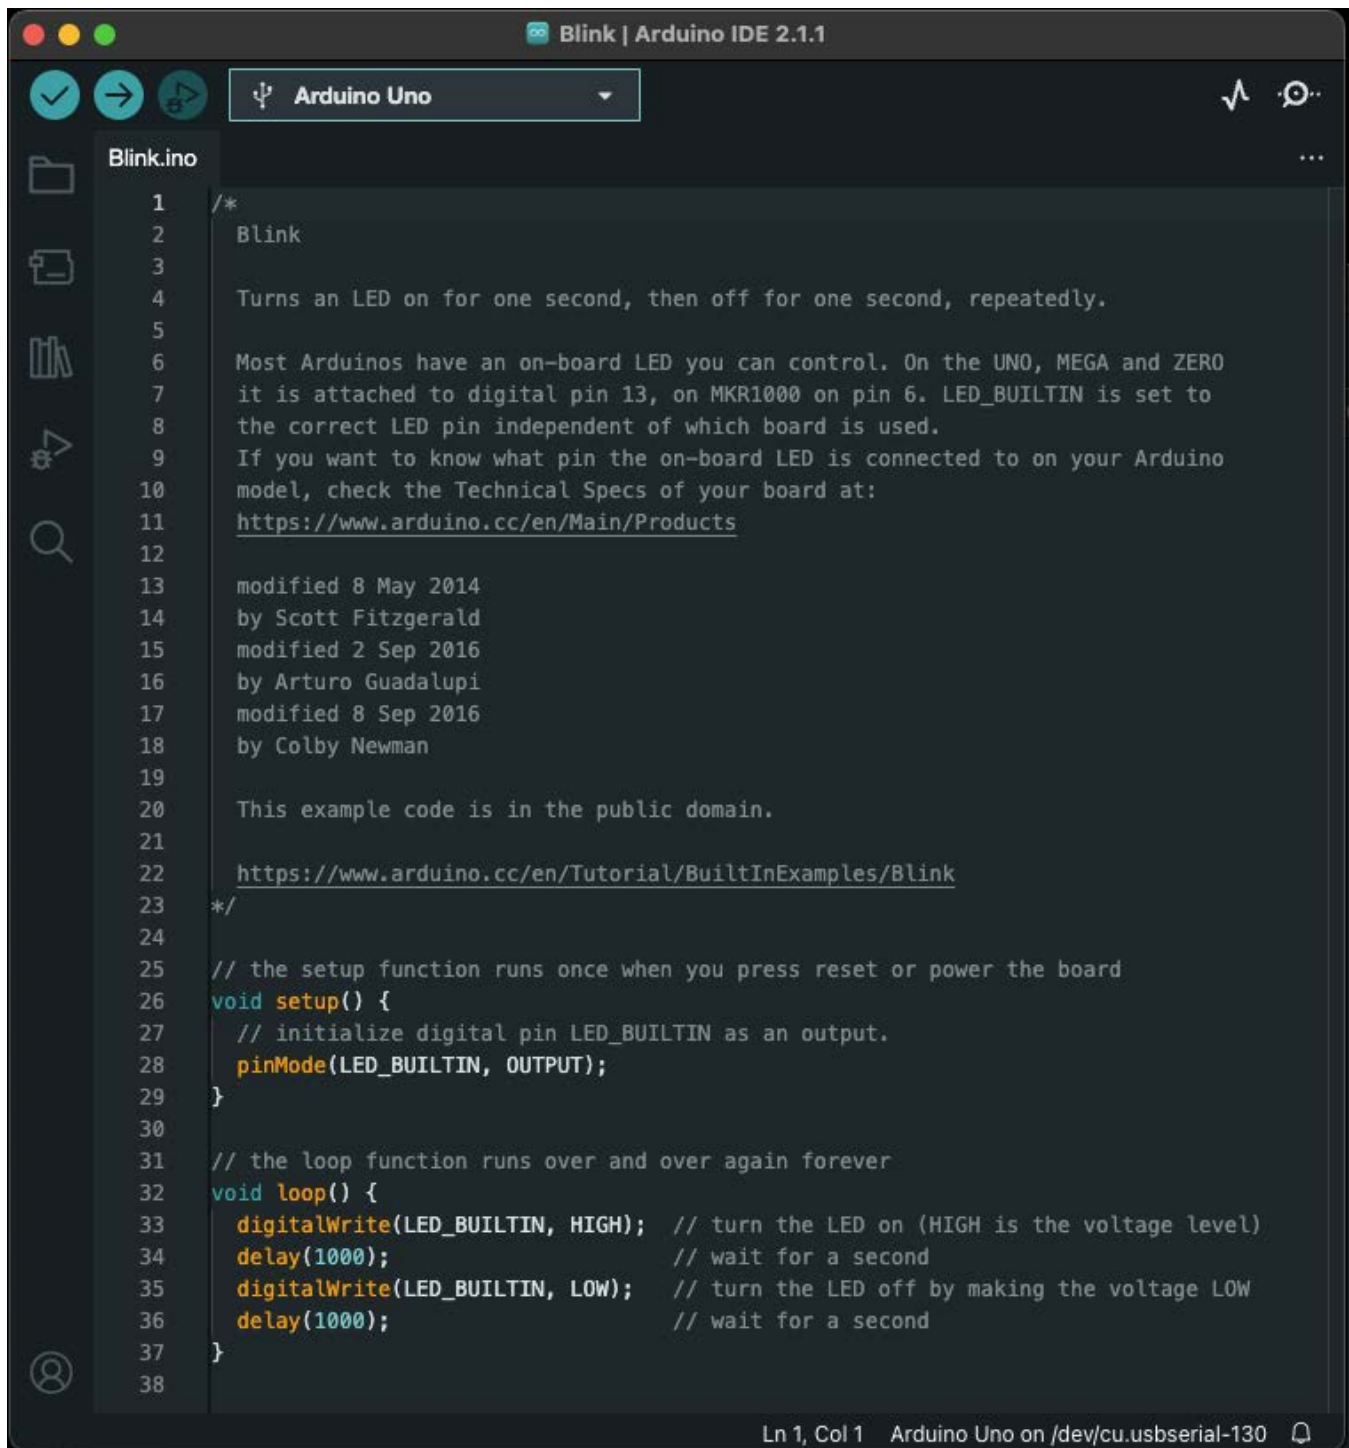 Blink | Arduino IDE 2.1.1
Arduino Uno
Blink.ino
1 /*
2 Blink
3
4 Turns an LED on for one second, then off for one second, repeatedly.
5
6 Most Arduinos have an on-board LED you can control. On the UNO, MEGA and ZERO
7 it is attached to digital pin 13, on MKR1000 on pin 6. LED_BUILTIN is set to
8 the correct LED pin independent of which board is used.
9 If you want to know what pin the on-board LED is connected to on your Arduino
10 model, check the Technical Specs of your board at:
11 https://www.arduino.cc/en/Main/Products
12
13 modified 8 May 2014
14 by Scott Fitzgerald
15 modified 2 Sep 2016
16 by Arturo Guadalupi
17 modified 8 Sep 2016
18 by Colby Newman
19
20 This example code is in the public domain.
21
22 https://www.arduino.cc/en/Tutorial/BuiltInExamples/Blink
23 */
24
25 // the setup function runs once when you press reset or power the board
26 void setup() {
27 // initialize digital pin LED_BUILTIN as an output.
28 pinMode(LED_BUILTIN, OUTPUT);
29 }
30
31 // the loop function runs over and over again forever
32 void loop() {
33 digitalWrite(LED_BUILTIN, HIGH); // turn the LED on (HIGH is the voltage level)
34 delay(1000); // wait for a second
35 digitalWrite(LED_BUILTIN, LOW); // turn the LED off by making the voltage LOW
36 delay(1000); // wait for a second
37 }
38
Ln 1, Col 1 Arduino Uno on /dev/cu.usbserial-130